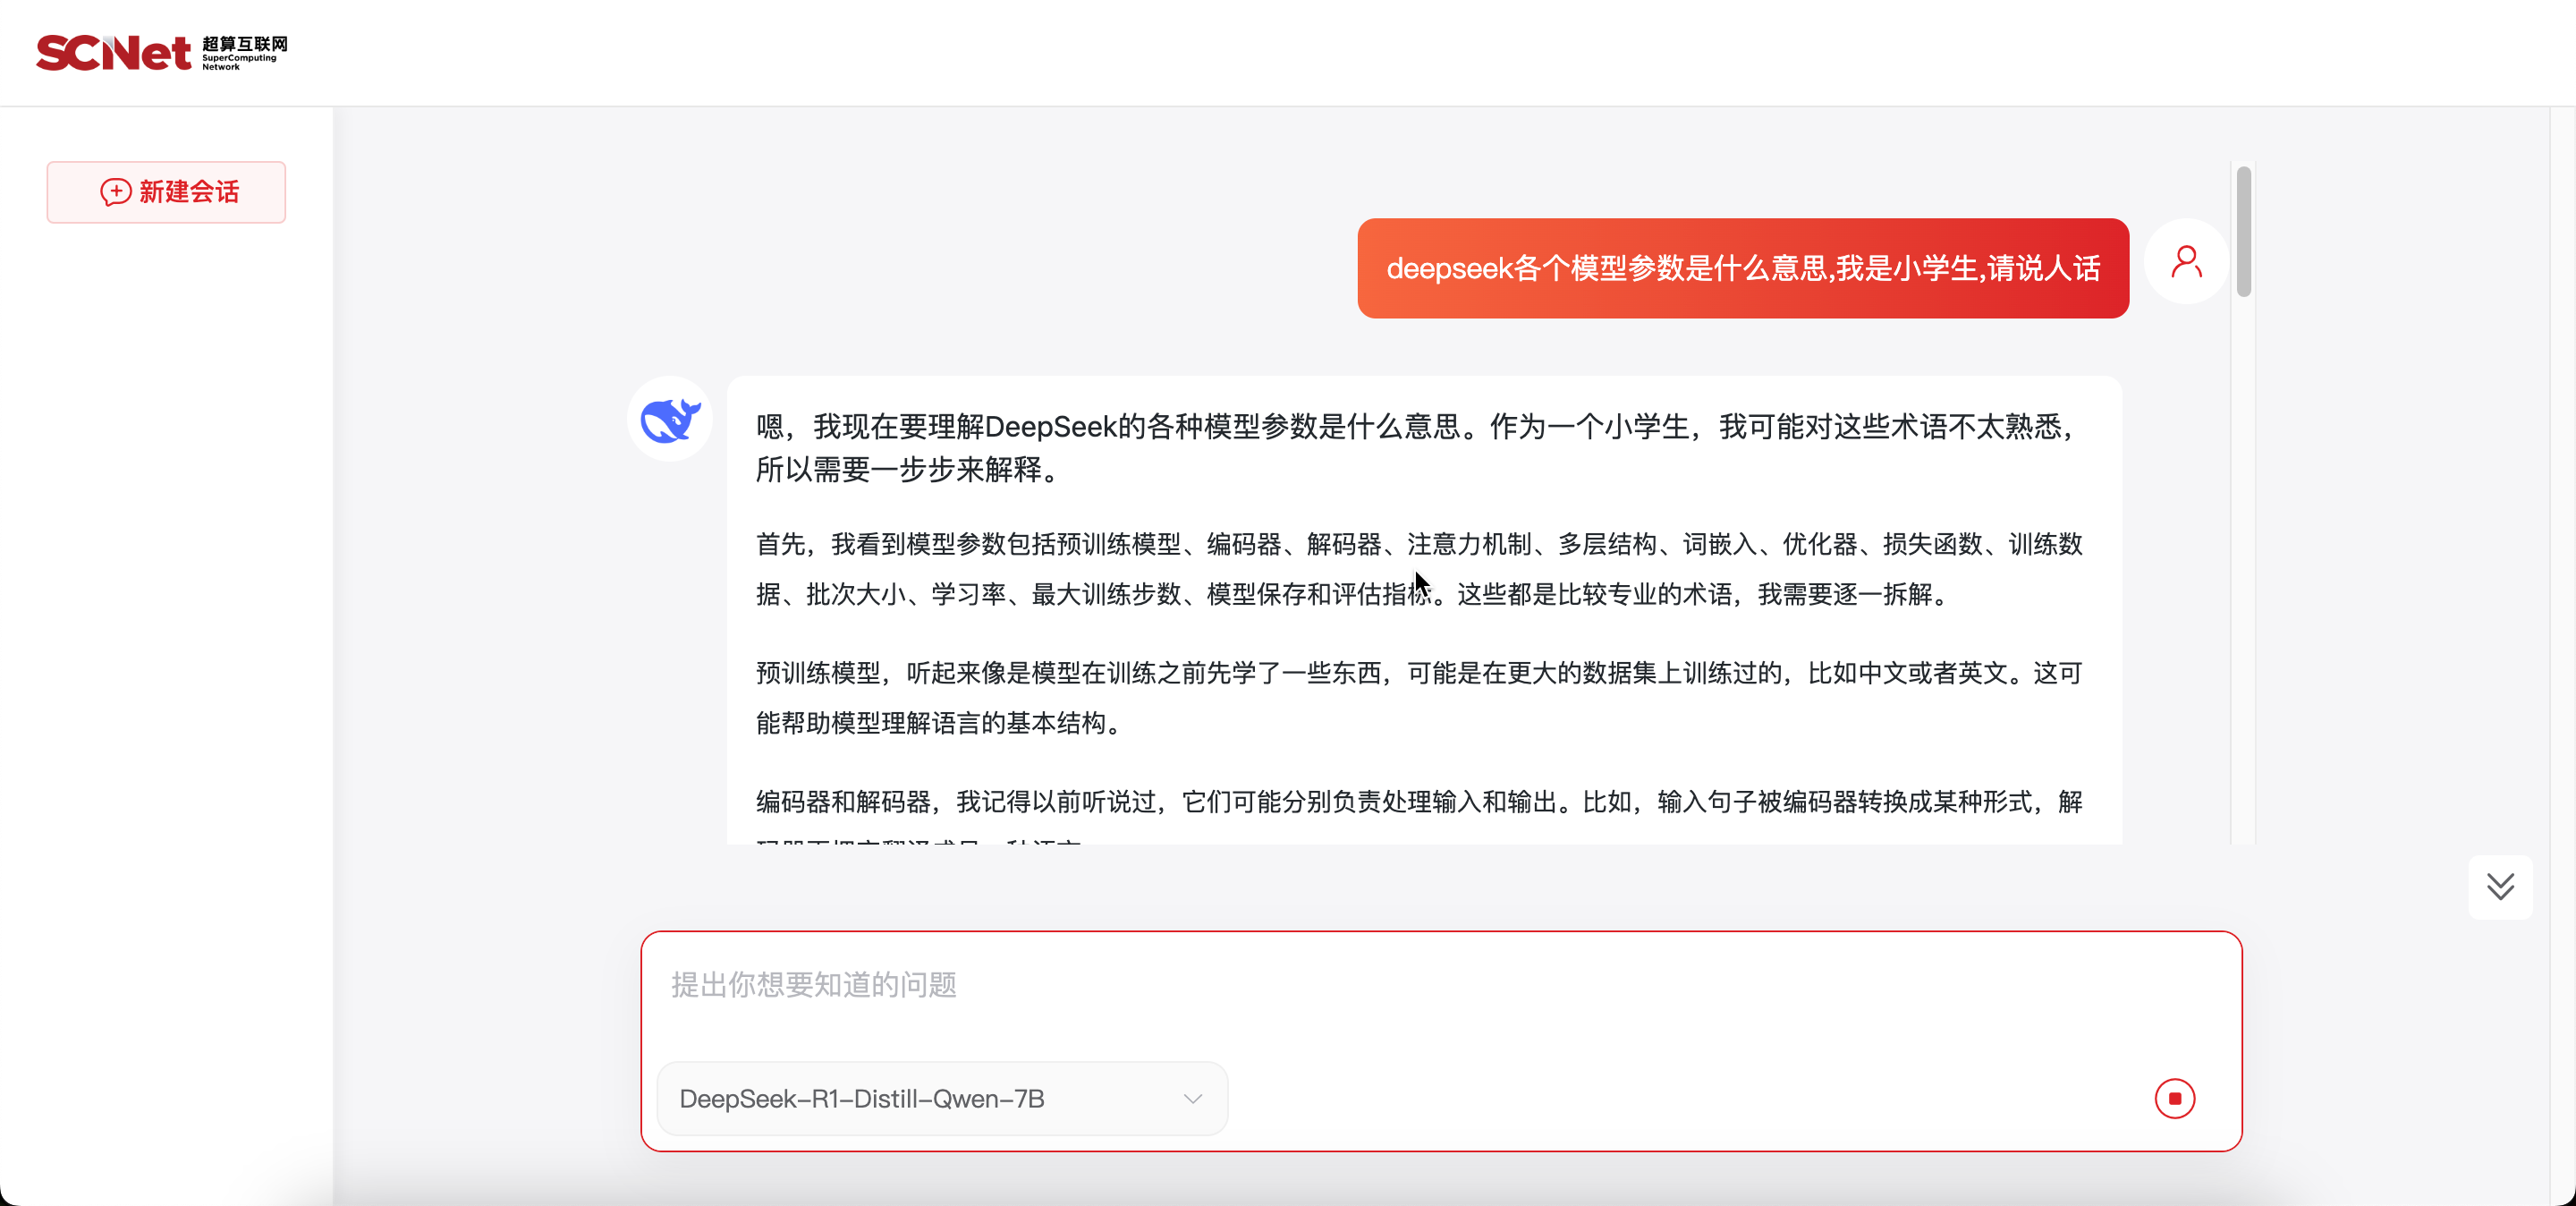 SCNet 超算互联网
SuperComputing
Network
新建会话
deepseek各个模型参数是什么意思,我是小学生,请说人话
嗯，我现在要理解DeepSeek的各种模型参数是什么意思。作为一个小学生，我可能对这些术语不太熟悉，
所以需要一步步来解释。
首先，我看到模型参数包括预训练模型、编码器、解码器、注意力机制、多层结构、词嵌入、优化器、损失函数、训练数
据、批次大小、学习率、最大训练步数、模型保存和评估指标。这些都是比较专业的术语，我需要逐一拆解。
预训练模型，听起来像是模型在训练之前先学了一些东西，可能是在更大的数据集上训练过的，比如中文或者英文。这可
能帮助模型理解语言的基本结构。
编码器和解码器，我记得以前听说过，它们可能分别负责处理输入和输出。比如，输入句子被编码器转换成某种形式，解
提出你想要知道的问题
DeepSeek-R1-Distill-Qwen-7B